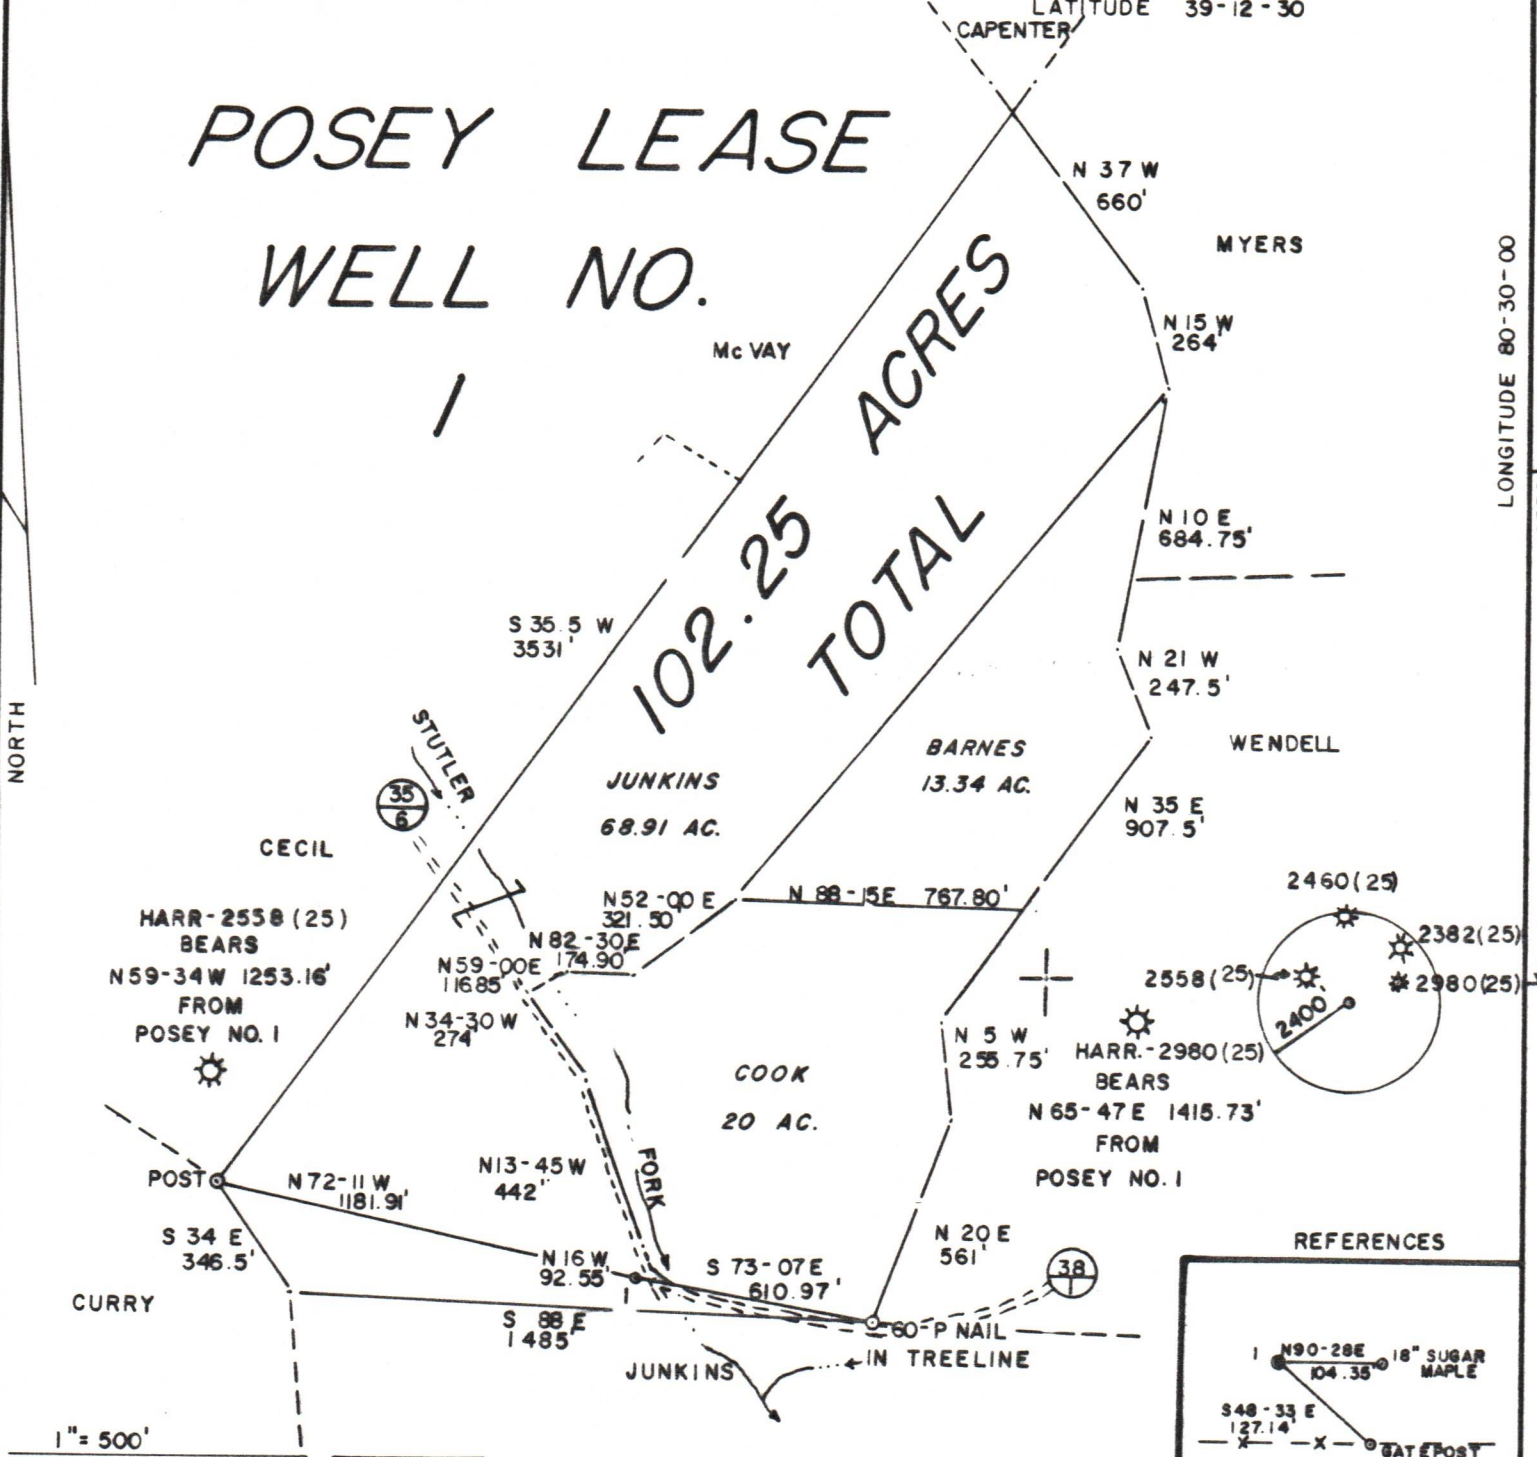 LATITUDE 39-12-30
CAPENTER
POSEY LEASE
WELL NO.
1
N 37 W
660'
MYERS
LONGITUDE 80-30-00
N 15 W
264'
Mc VAY
102.25 ACRES
TOTAL
N 10 E
684.75'
S 35.5 W
3531'
N 21 W
247.5'
NORTH
STUTLER
WENDELL
BARNES
13.34 AC.
JUNKINS
68.91 AC.
35
6
N 35 E
907.5'
CECIL
N 88-15E 767.80'
N52-00 E
321.50'
N 82-30E
174.90'
N59-00E
116.85'
N 34-30 W
274'
HARR-2558 (25)
BEARS
N59-34W 1253.16'
FROM
POSEY NO. 1
2460(25)
2382(25)
2558(25)
2980(25)
2400'
N 5 W
255.75'
HARR.-2980(25)
BEARS
N 65-47E 1415.73'
FROM
POSEY NO. 1
COOK
20 AC.
FORK
POST
N 72-11 W
1181.91'
N13-45W
442'
S 34 E
346.5'
N 16 W
92.55'
S 73-07E
610.97'
N 20 E
561'
38
1
CURRY
S 88 E
1485'
60-P NAIL
IN TREELINE
JUNKINS
REFERENCES
1
N90-28E
104.35'
18" SUGAR
MAPLE
S48-33 E
127.14'
GATEPOST
1"= 500'